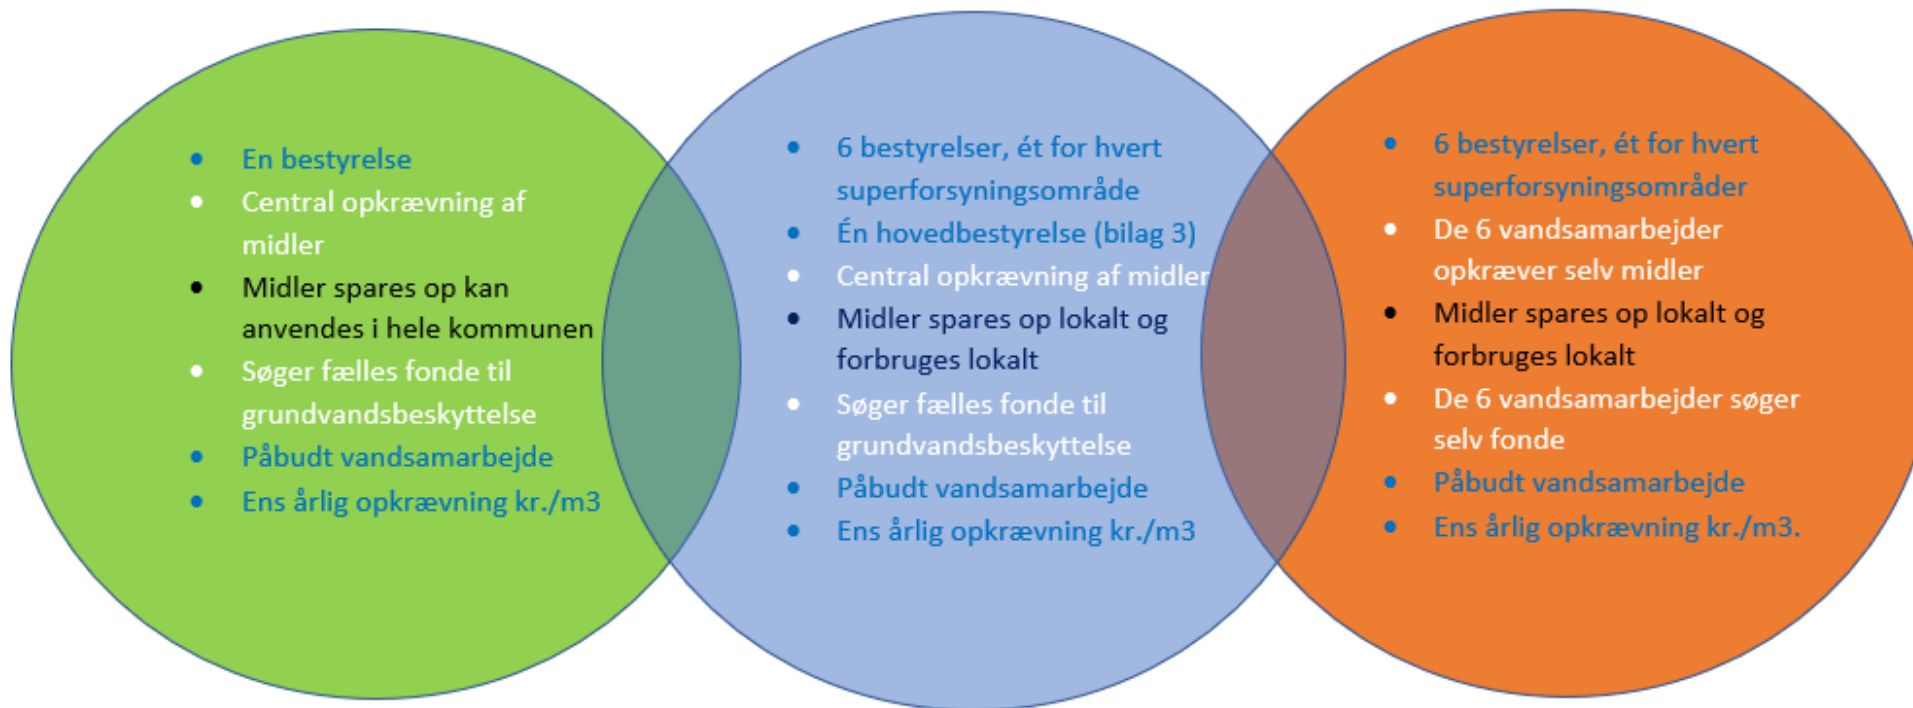 • En bestyrelse
• Central opkrævning af
midler
• Midler spares op kan
anvendes i hele kommunen
• Søger fælles fonde til
grundvandsbeskyttelse
• Påbudt vandsamarbejde
• Ens årlig opkrævning kr./m3
• 6 bestyrelser, ét for hvert
superforsyningsområde
• Én hovedbestyrelse (bilag 3)
• Central opkrævning af midler
• Midler spares op lokalt og
forbruges lokalt
• Søger fælles fonde til
grundvandsbeskyttelse
• Påbudt vandsamarbejde
• Ens årlig opkrævning kr./m3
• 6 bestyrelser, ét for hvert
superforsyningsområder
• De 6 vandsamarbejder
opkræver selv midler
• Midler spares op lokalt og
forbruges lokalt
• De 6 vandsamarbejder søger
selv fonde
• Påbudt vandsamarbejde
• Ens årlig opkrævning kr./m3.